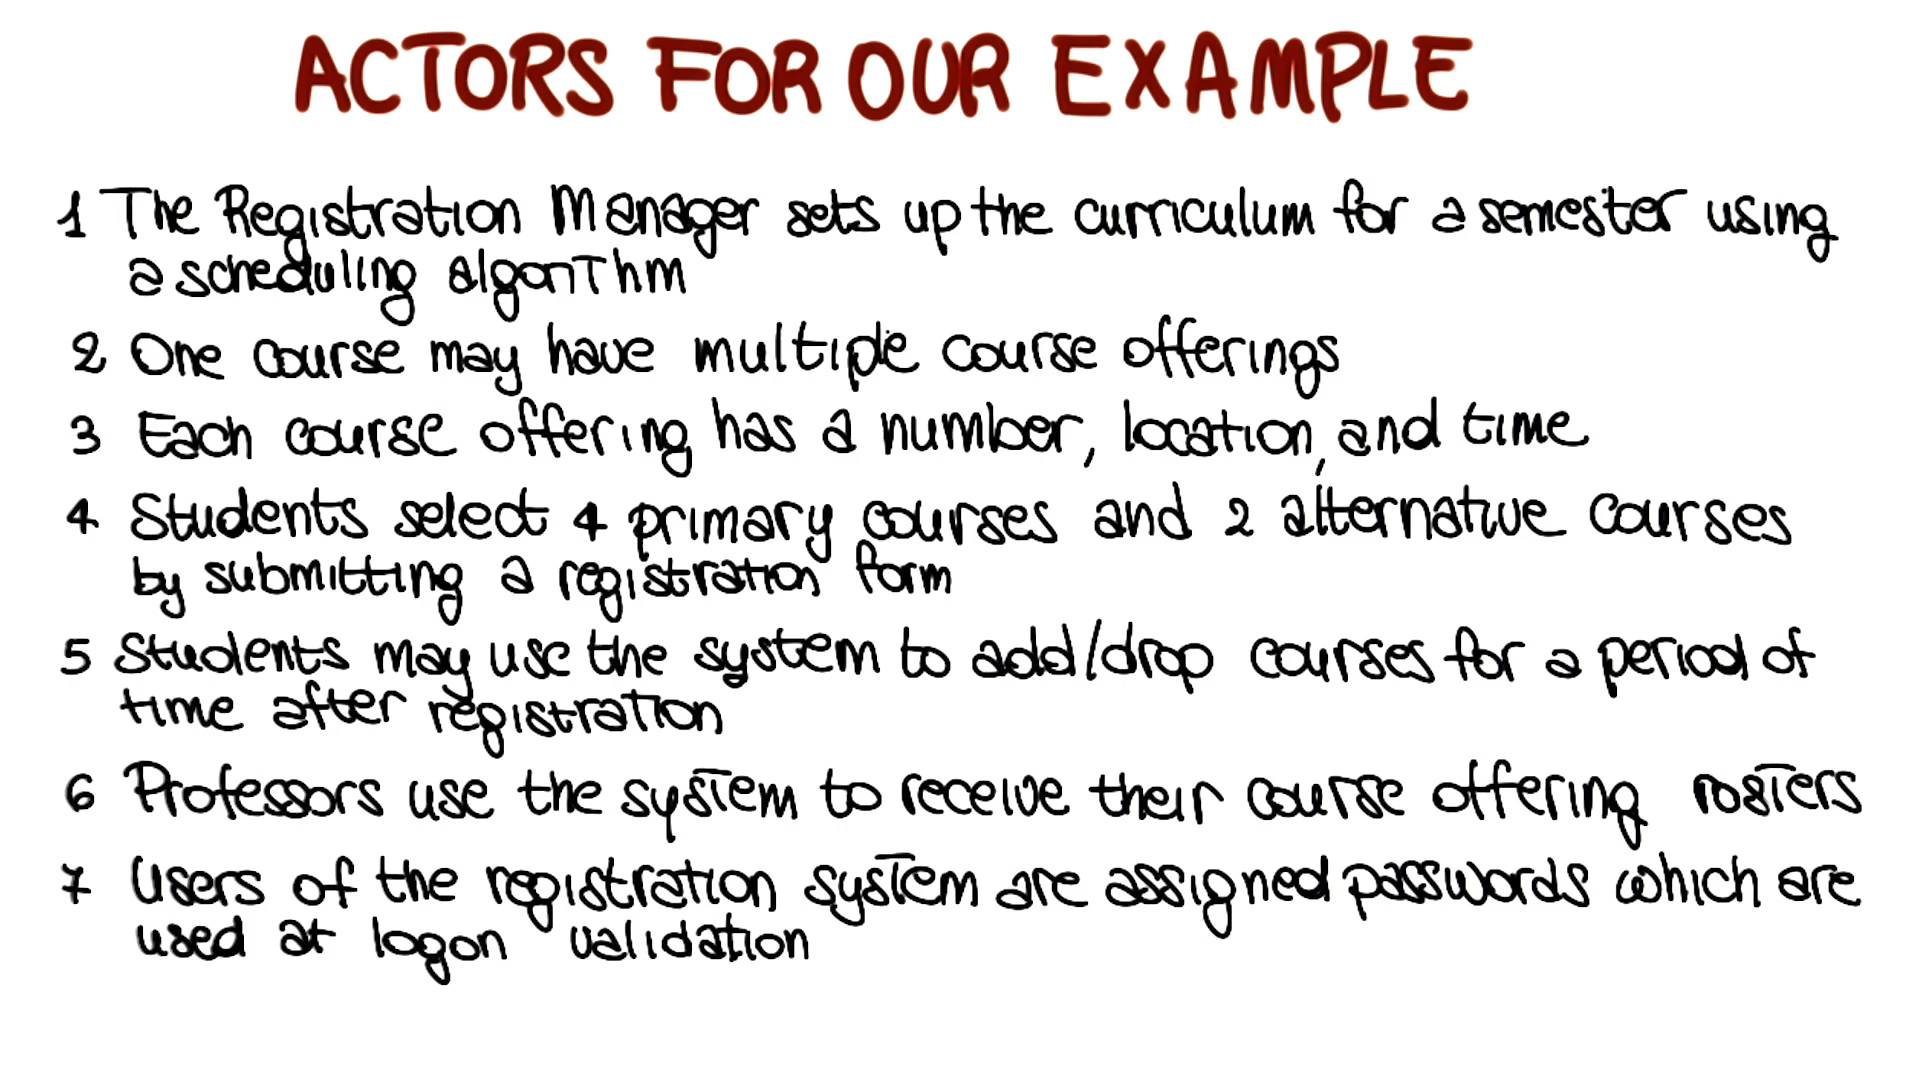 ACTORS FOR OUR EXAMPLE
1 The Registration Manager sets up the curriculum for a semester using
a scheduling algorithm
2 One course may have multiple course offerings
3 Each course offering has a number, location, and time
4 Students select 4 primary courses and 2 alternative courses
by submitting a registration form
5 Students may use the system to add/drop courses for a period of
time after registration
6 Professors use the system to receive their course offering rosters
7 Users of the registration system are assigned passwords which are
used at logon validation